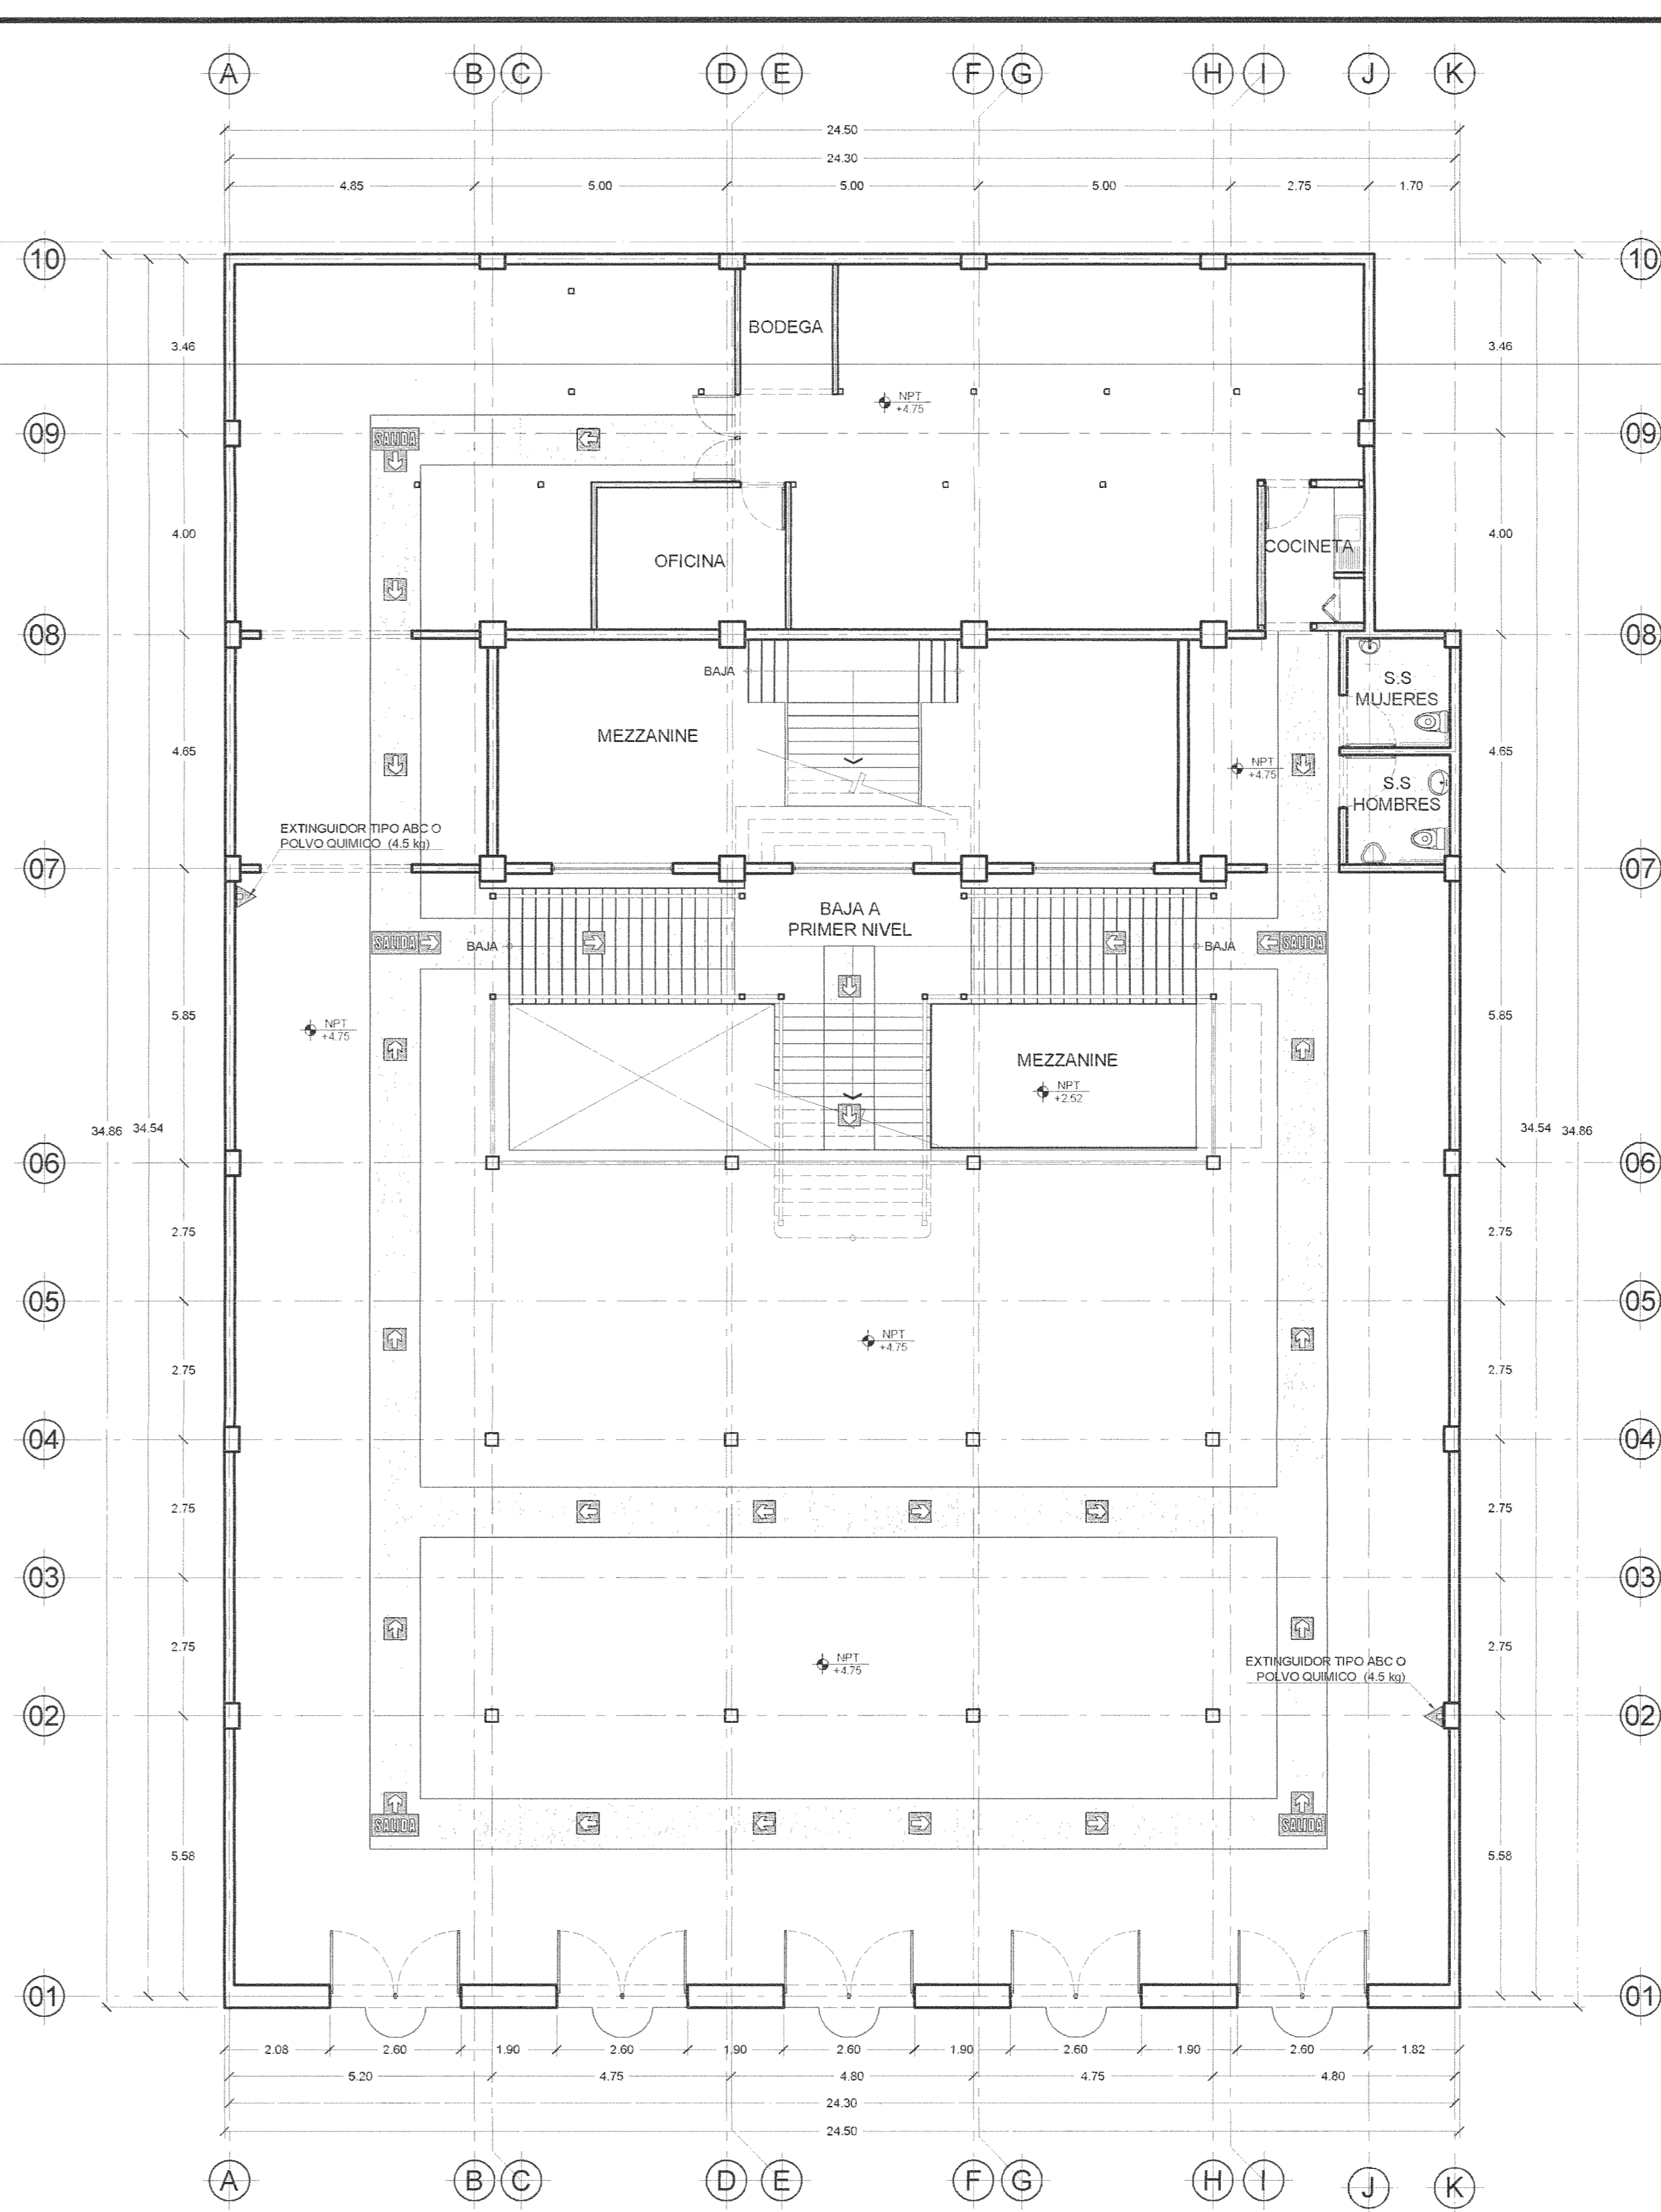 A B C D E F G H I J K
24.50
24.30
4.85 5.00 5.00 5.00 2.75 1.70
10 10
BODEGA
3.46 3.46
NPT
+4.75
09 SALIDA 09
4.00 4.00
COCINETA
OFICINA
08 08
BAJA
S.S
MUJERES
MEZZANINE
4.65 4.65
NPT
+4.75
S.S
HOMBRES
EXTINGUIDOR TIPO ABC O
POLVO QUIMICO (4.5 kg)
07 07
BAJA A
PRIMER NIVEL
SALIDA BAJA BAJA SALIDA
5.85 5.85
NPT
+4.75
MEZZANINE
NPT
+2.52
34.86 34.54 34.54 34.86
06 06
2.75 2.75
05 05
NPT
+4.75
2.75 2.75
04 04
2.75 2.75
03 03
2.75 2.75
NPT
+4.75
EXTINGUIDOR TIPO ABC O
POLVO QUIMICO (4.5 kg)
02 02
SALIDA SALIDA
5.58 5.58
01 01
2.08 2.60 1.90 2.60 1.90 2.60 1.90 2.60 1.90 2.60 1.82
5.20 4.75 4.80 4.75 4.80
24.30
24.50
A B C D E F G H I J K